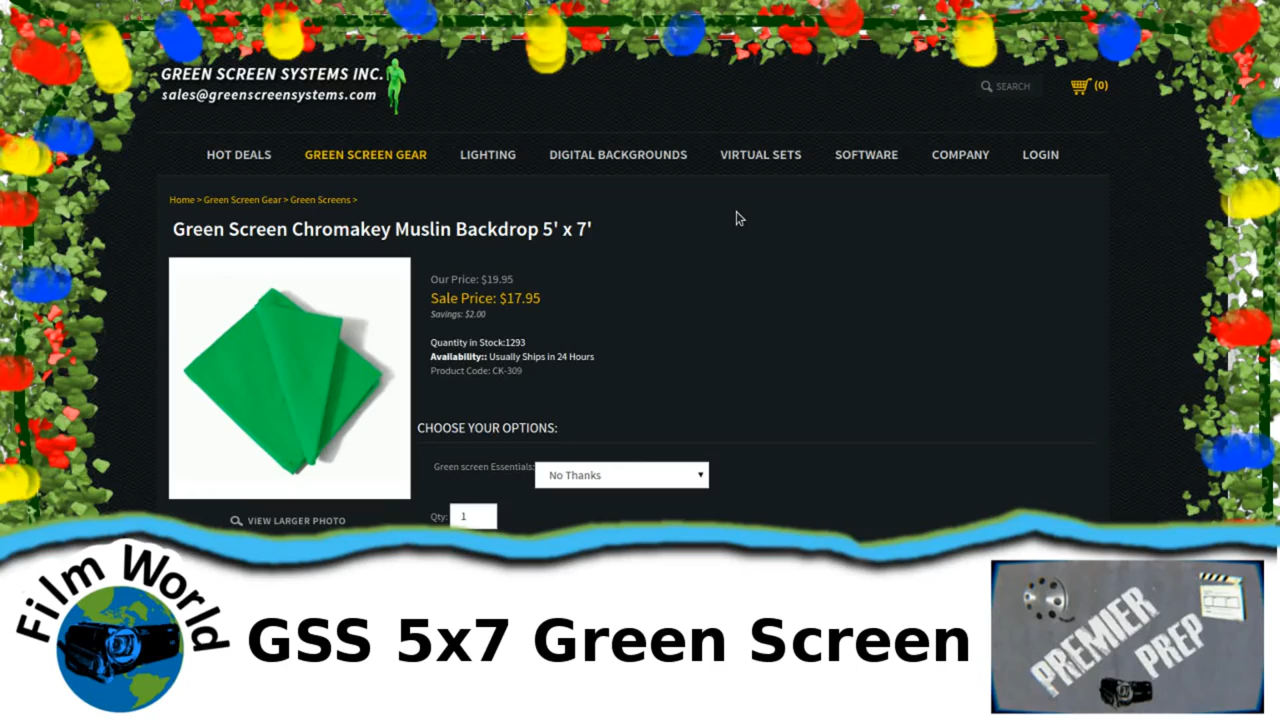 GREEN SCREEN SYSTEMS INC.
sales@greenscreensystems.com
SEARCH
(0)
HOT DEALS GREEN SCREEN GEAR LIGHTING DIGITAL BACKGROUNDS VIRTUAL SETS SOFTWARE COMPANY LOGIN
Home > Green Screen Gear > Green Screens >
Green Screen Chromakey Muslin Backdrop 5' x 7'
Our Price: $19.95
Sale Price: $17.95
Savings: $2.00
Quantity in Stock:1293
Availability:: Usually Ships in 24 Hours
Product Code: CK-309
CHOOSE YOUR OPTIONS:
Green screen Essentials: No Thanks
Qty: 1
VIEW LARGER PHOTO
Film World
GSS 5x7 Green Screen
PREMIER
PREP